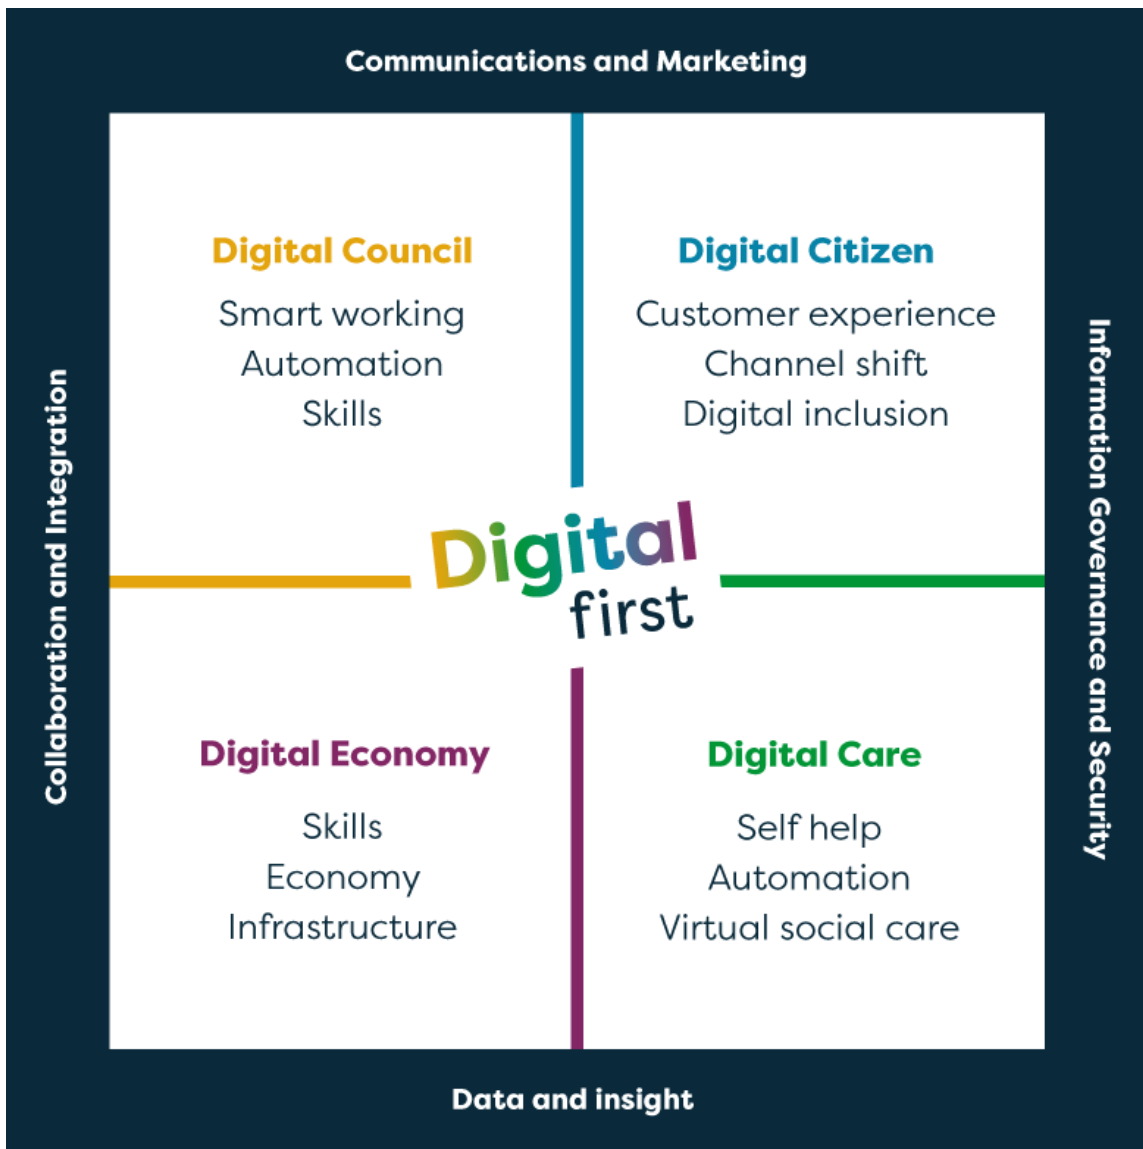 Communications and Marketing
Digital Council
Smart working
Automation
Skills
Digital Citizen
Customer experience
Channel shift
Digital inclusion
Collaboration and Integration
Digital
first
Information Governance and Security
Digital Economy
Skills
Economy
Infrastructure
Digital Care
Self help
Automation
Virtual social care
Data and insight